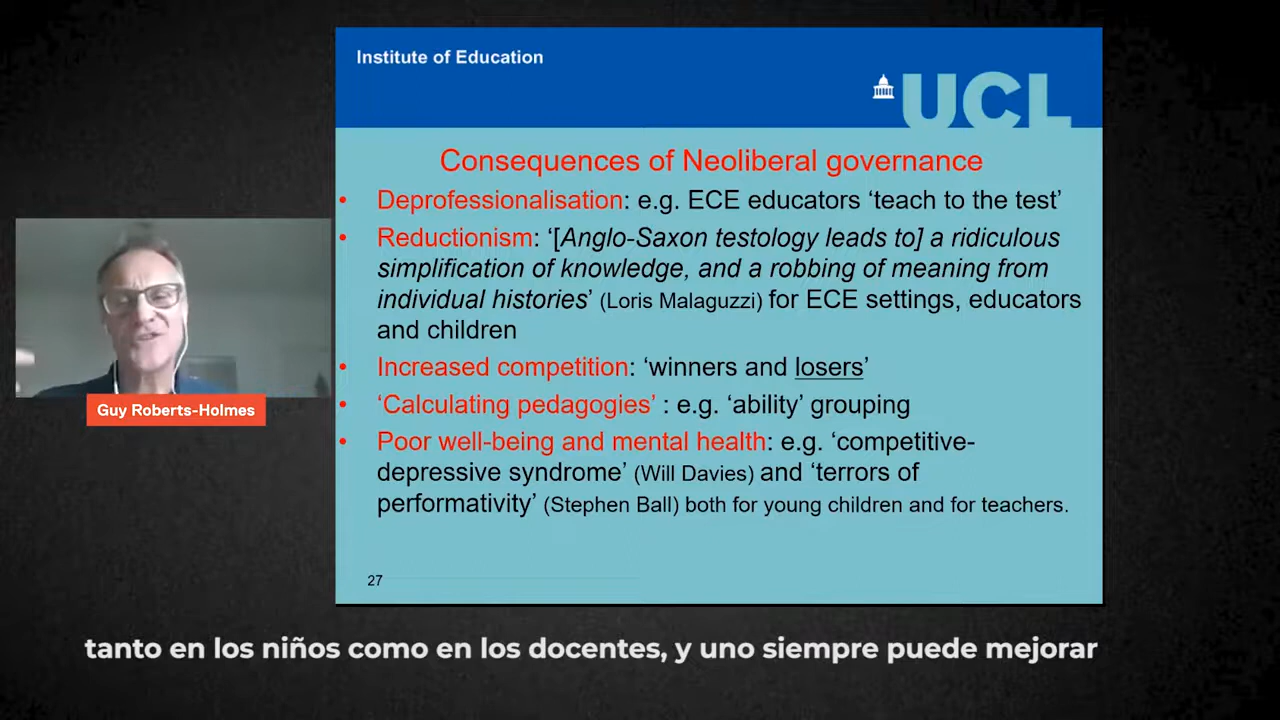 Institute of Education
UCL
Consequences of Neoliberal governance
• Deprofessionalisation: e.g. ECE educators ‘teach to the test’
• Reductionism: ‘[Anglo-Saxon testology leads to] a ridiculous
simplification of knowledge, and a robbing of meaning from
individual histories’ (Loris Malaguzzi) for ECE settings, educators
and children
• Increased competition: ‘winners and losers’
• ‘Calculating pedagogies’ : e.g. ‘ability’ grouping
• Poor well-being and mental health: e.g. ‘competitive-
depressive syndrome’ (Will Davies) and ‘terrors of
performativity’ (Stephen Ball) both for young children and for teachers.
27
Guy Roberts-Holmes
tanto en los niños como en los docentes, y uno siempre puede mejorar